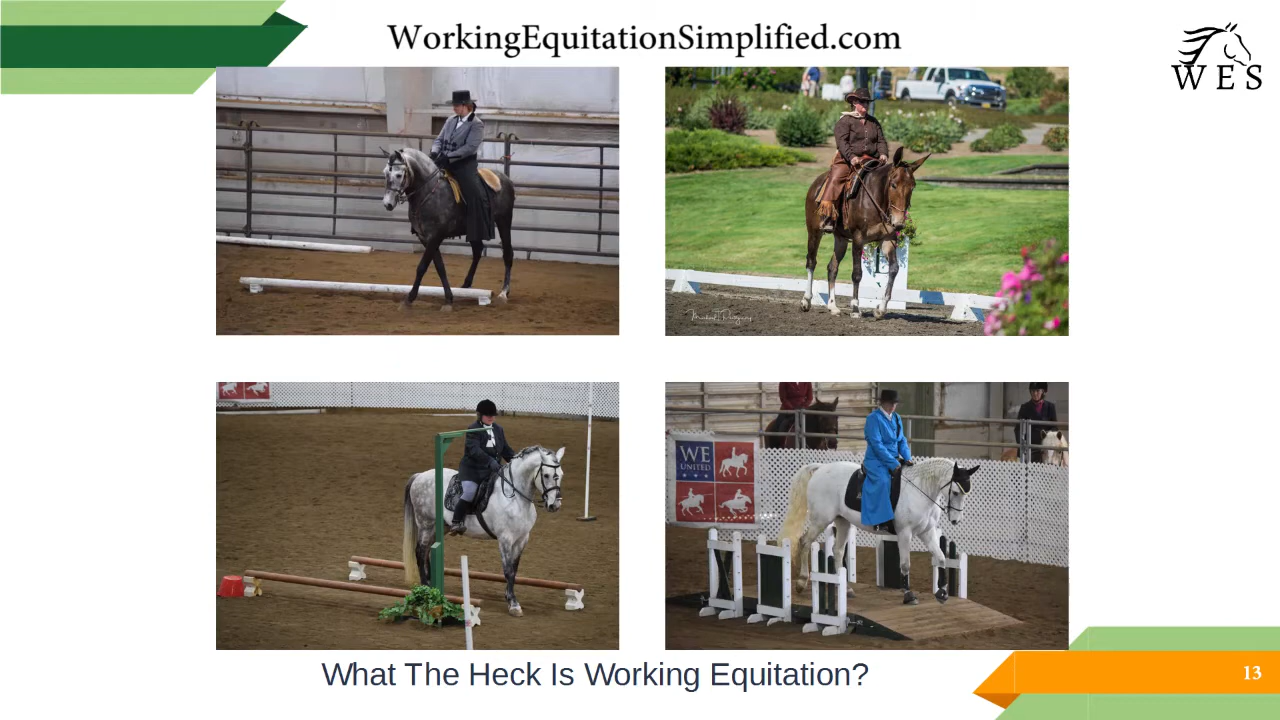 WorkingEquitationSimplified.com
WES
WE
UNITED
What The Heck Is Working Equitation?
13